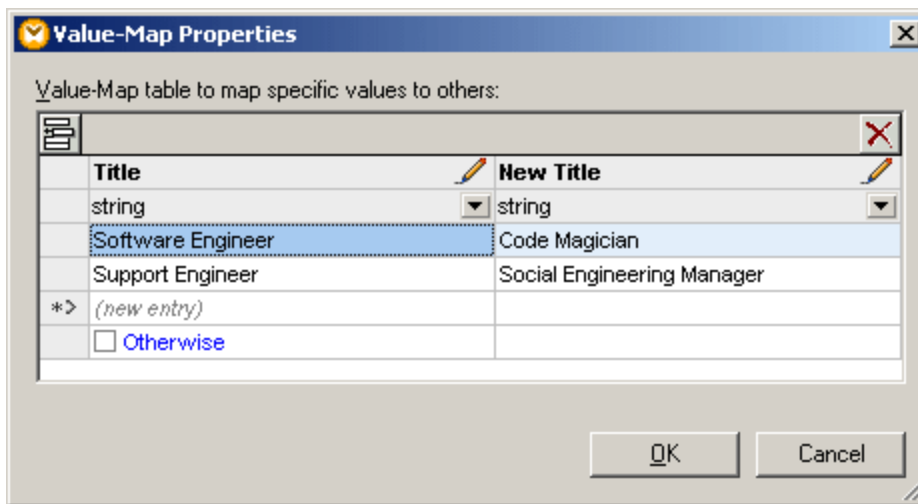 Value-Map Properties
Value-Map table to map specific values to others:
Title New Title
string string
Software Engineer Code Magician
Support Engineer Social Engineering Manager
(new entry)
Otherwise
OK Cancel